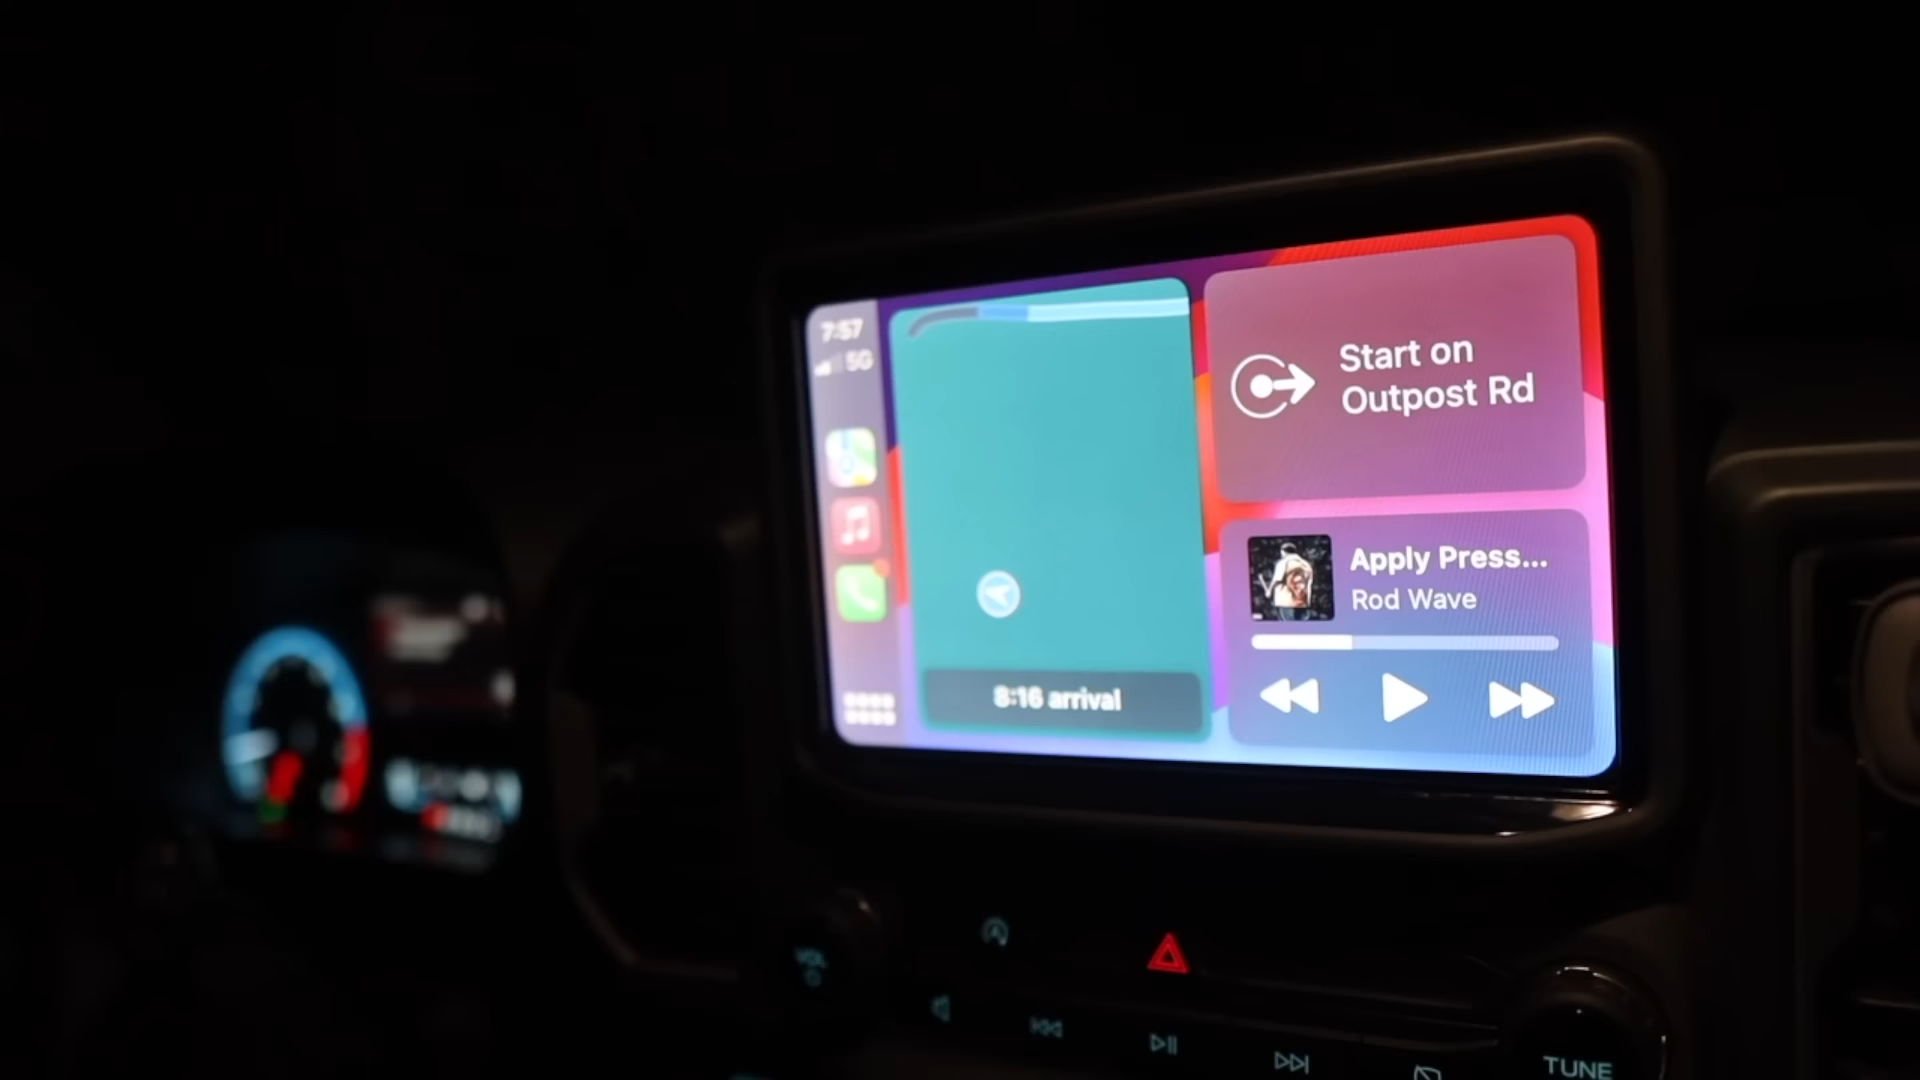 7:57
5G
Start on
Outpost Rd
Apply Press...
Rod Wave
8:16 arrival
VOL
TUNE